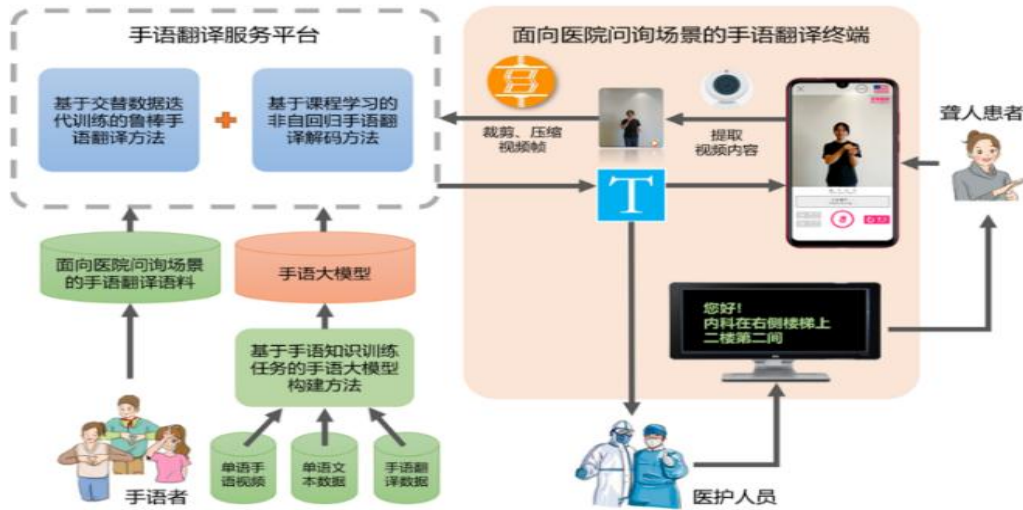 手语翻译服务平台
基于交替数据迭
代训练的鲁棒手
语翻译方法
基于课程学习的
非自回归手语翻
译解码方法
面向医院问询场景的手语翻译终端
裁剪、压缩
视频帧
提取
视频内容
聋人患者
T
面向医院问询场景
的手语翻译语料
手语大模型
基于手语知识训练
任务的手语大模型
构建方法
您好!
内科在右侧楼梯上
二楼第二间
单语手
语视频
单语文
本数据
手语翻
译数据
手语者
医护人员